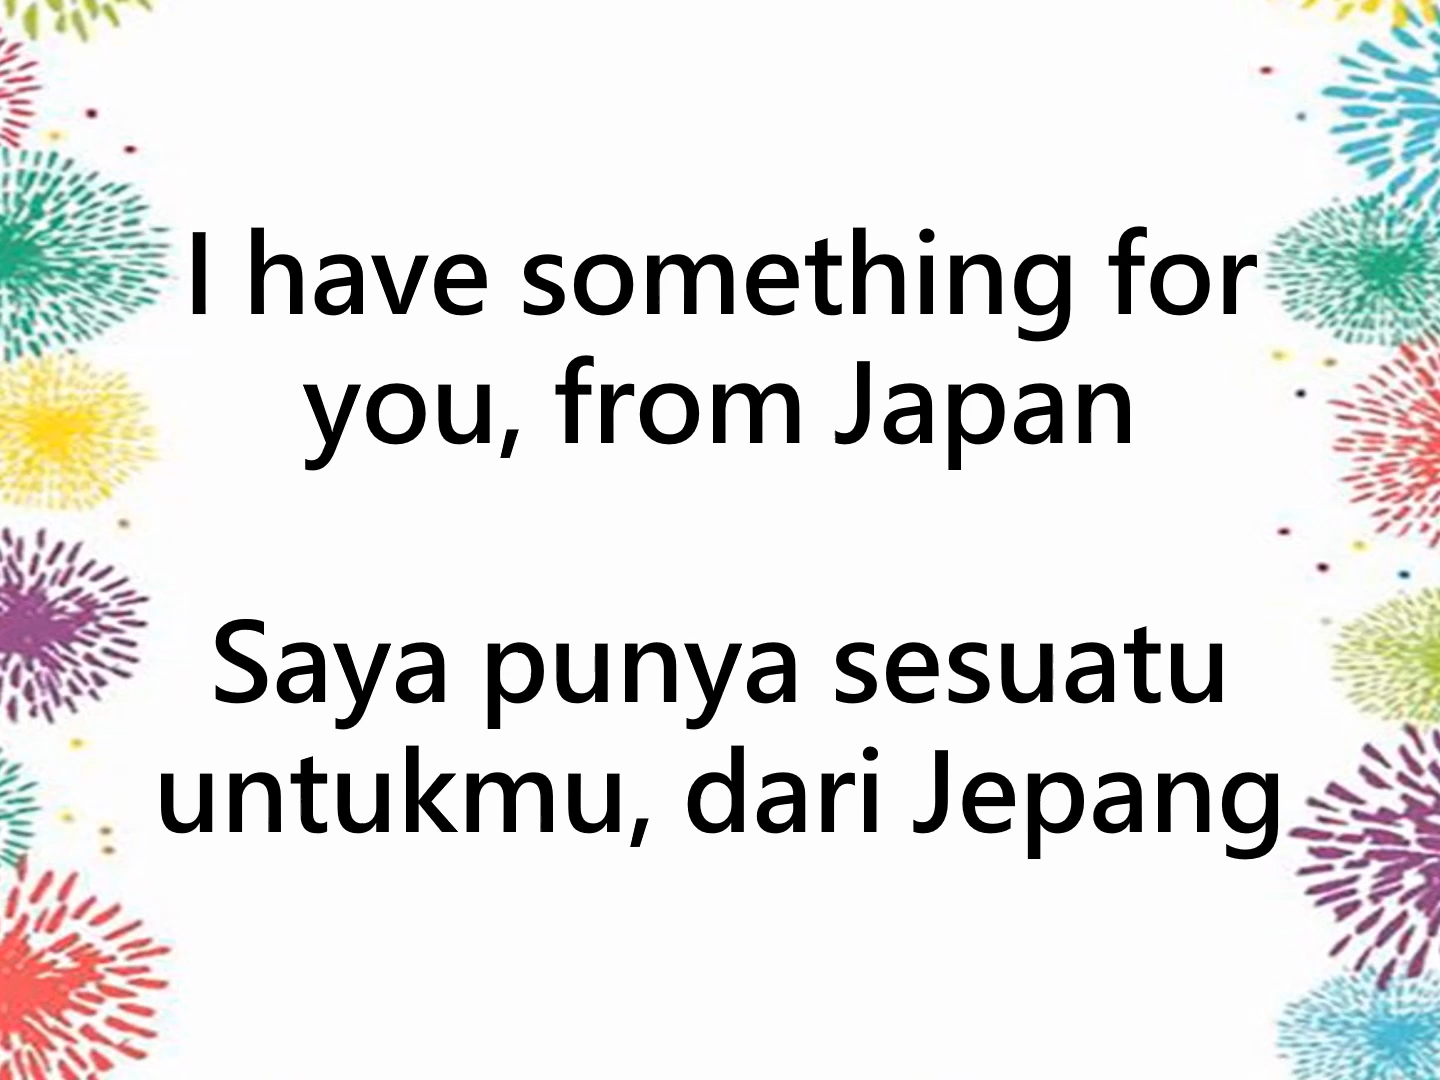 I have something for
you, from Japan
Saya punya sesuatu
untukmu, dari Jepang